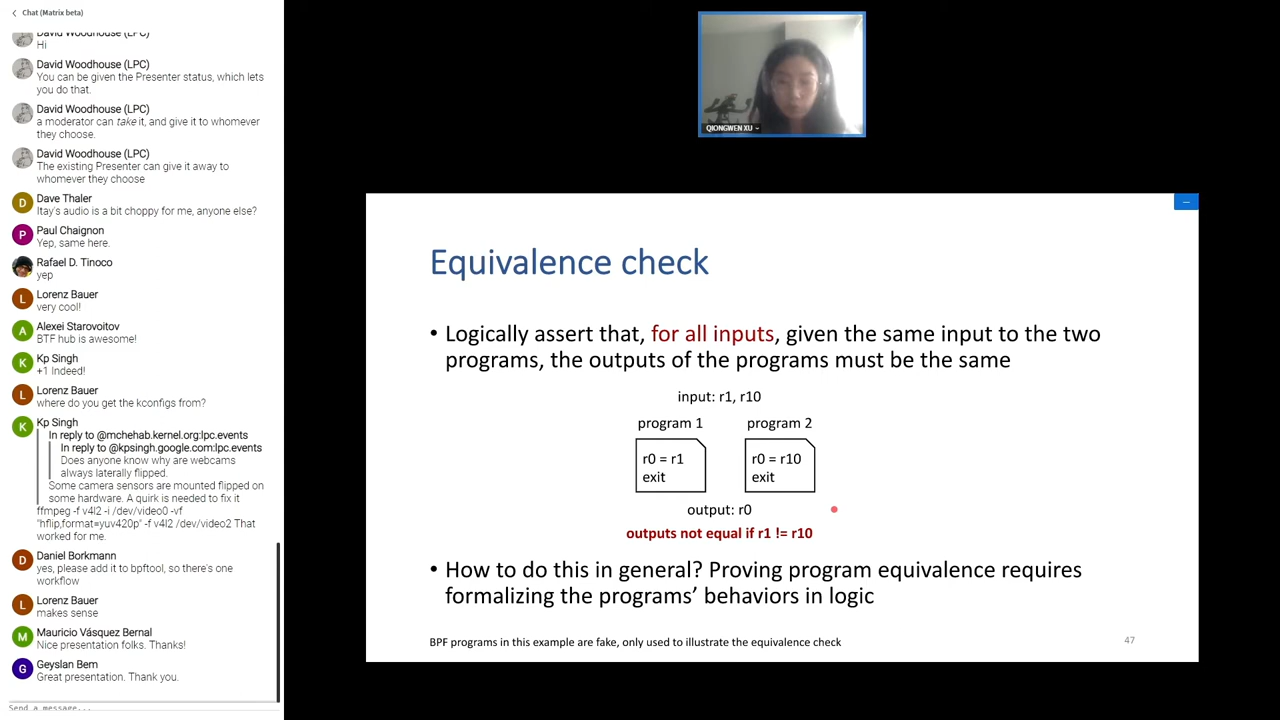 Chat (Matrix beta)
David Woodhouse (LPC)
Hi
David Woodhouse (LPC)
You can be given the Presenter status, which lets
you do that.
David Woodhouse (LPC)
a moderator can take it, and give it to whomever
they choose.
David Woodhouse (LPC)
The existing Presenter can give it away to
whomever they choose
D
Dave Thaler
Itay's audio is a bit choppy for me, anyone else?
P
Paul Chaignon
Yep, same here.
Rafael D. Tinoco
yep
L
Lorenz Bauer
very cool!
A
Alexei Starovoitov
BTF hub is awesome!
K
Kp Singh
+1 Indeed!
L
Lorenz Bauer
where do you get the kconfigs from?
K
Kp Singh
In reply to @mchehab.kernel.org:lpc.events
In reply to @kpsingh.google.com:lpc.events
Does anyone know why are webcams
always laterally flipped.
Some camera sensors are mounted flipped on
some hardware. A quirk is needed to fix it
ffmpeg -f v4l2 -i /dev/video0 -vf
"hflip,format=yuv420p" -f v4l2 /dev/video2 That
worked for me.
D
Daniel Borkmann
yes, please add it to bpftool, so there's one
workflow
L
Lorenz Bauer
makes sense
M
Mauricio Vásquez Bernal
Nice presentation folks. Thanks!
G
Geyslan Bem
Great presentation. Thank you.
Send a message...
QIONGWEN XU
Equivalence check
• Logically assert that, for all inputs, given the same input to the two
programs, the outputs of the programs must be the same
input: r1, r10
program 1 program 2
r0 = r1 r0 = r10
exit exit
output: r0
outputs not equal if r1 != r10
• How to do this in general? Proving program equivalence requires
formalizing the programs’ behaviors in logic
BPF programs in this example are fake, only used to illustrate the equivalence check
47